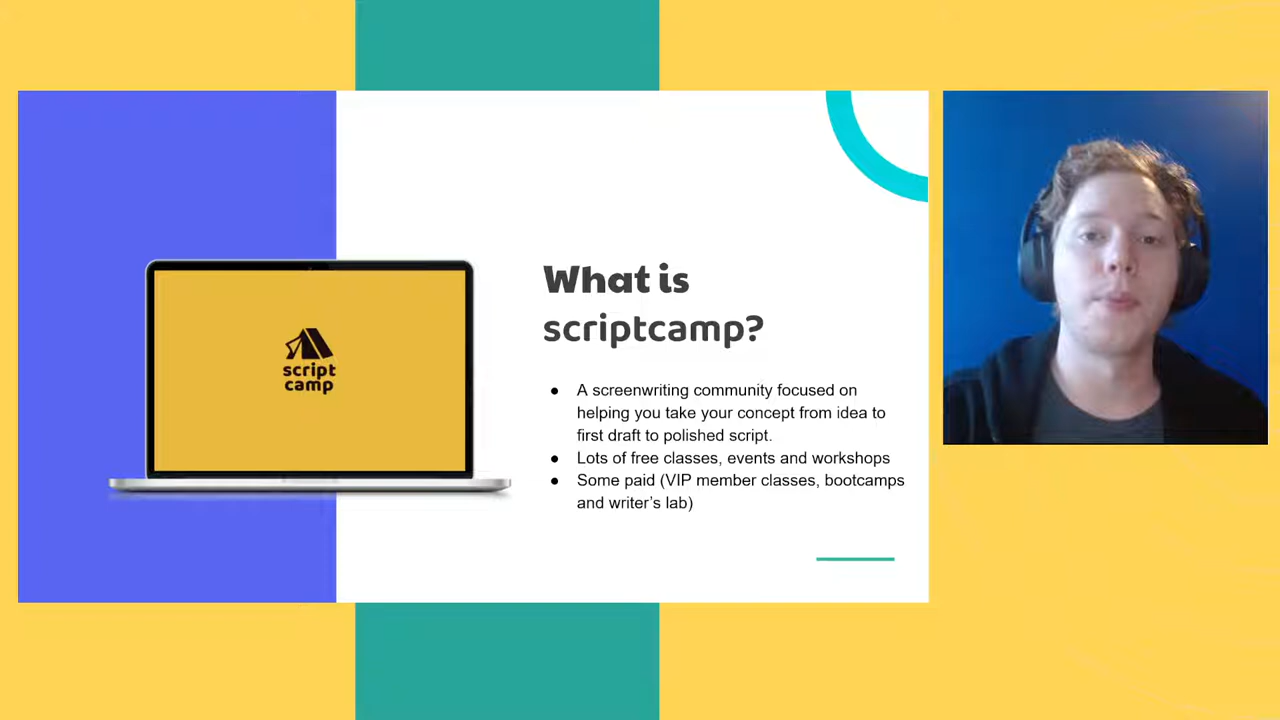 script
camp
What is
scriptcamp?
● A screenwriting community focused on
helping you take your concept from idea to
first draft to polished script.
● Lots of free classes, events and workshops
● Some paid (VIP member classes, bootcamps
and writer’s lab)